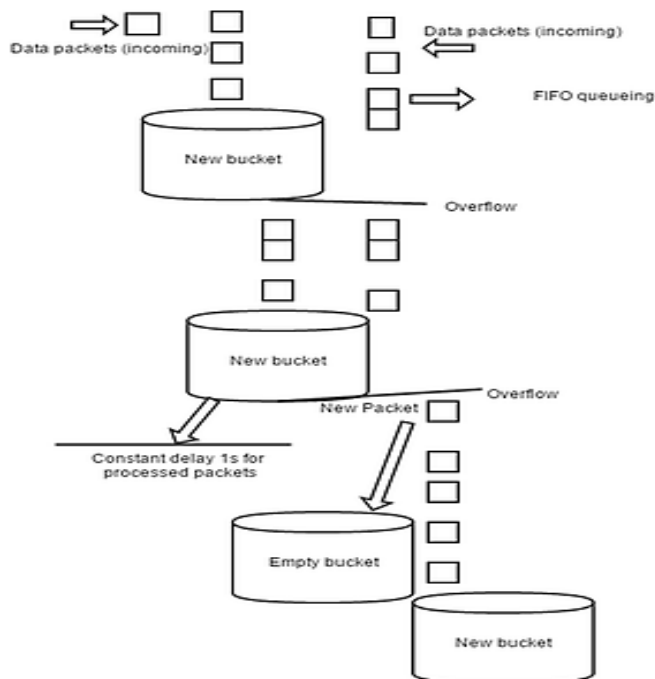 Data packets (incoming)
Data packets (incoming)
FIFO queueing
New bucket
Overflow
New bucket
Overflow
New Packet
Constant delay 1s for
processed packets
Empty bucket
New bucket